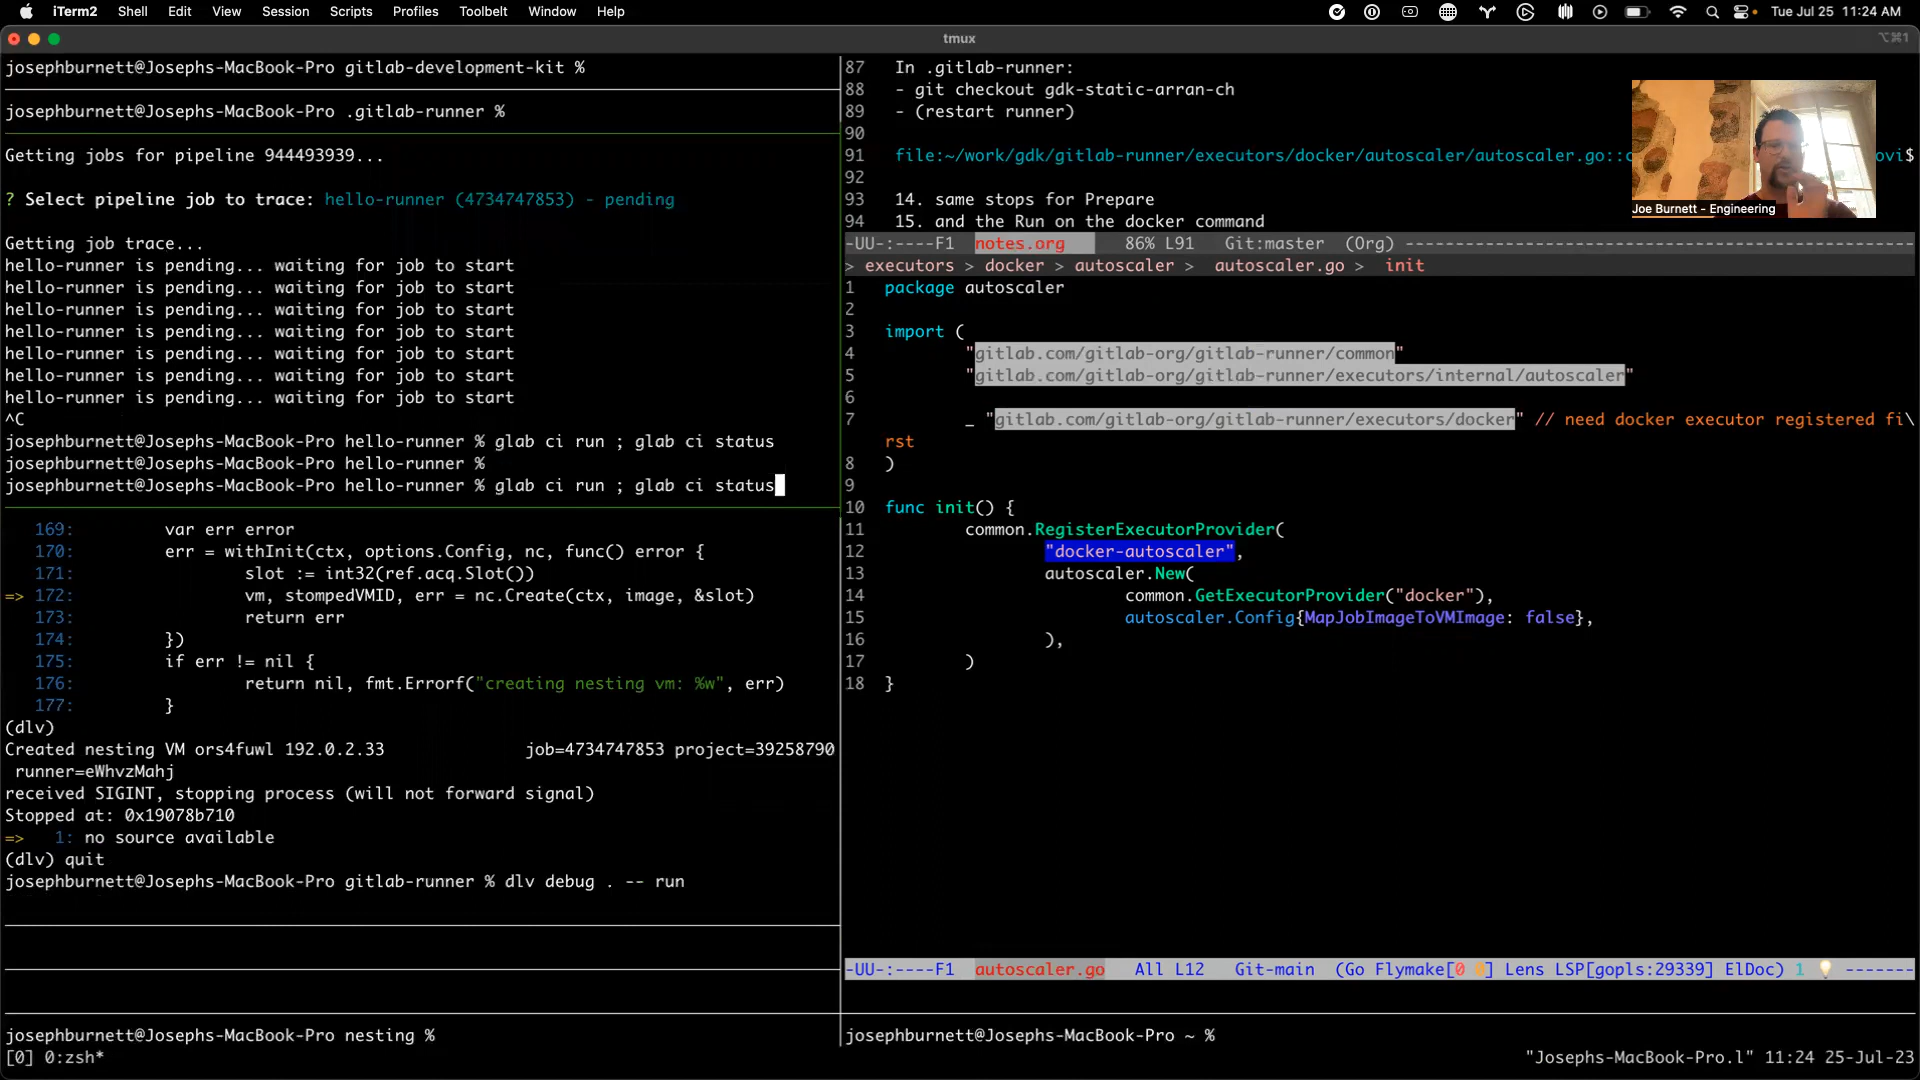 iTerm2 Shell Edit View Session Scripts Profiles Toolbelt Window Help
Tue Jul 25 11:24 AM
tmux
⌥⌘1
josephburnett@Josephs-MacBook-Pro gitlab-development-kit %
josephburnett@Josephs-MacBook-Pro .gitlab-runner %
Getting jobs for pipeline 944493939...
? Select pipeline job to trace: hello-runner (4734747853) - pending
Getting job trace...
hello-runner is pending... waiting for job to start
hello-runner is pending... waiting for job to start
hello-runner is pending... waiting for job to start
hello-runner is pending... waiting for job to start
hello-runner is pending... waiting for job to start
hello-runner is pending... waiting for job to start
hello-runner is pending... waiting for job to start
^C
josephburnett@Josephs-MacBook-Pro hello-runner % glab ci run ; glab ci status
josephburnett@Josephs-MacBook-Pro hello-runner %
josephburnett@Josephs-MacBook-Pro hello-runner % glab ci run ; glab ci status
169: var err error
170: err = withInit(ctx, options.Config, nc, func() error {
171: slot := int32(ref.acq.Slot())
=> 172: vm, stompedVMID, err = nc.Create(ctx, image, &slot)
173: return err
174: })
175: if err != nil {
176: return nil, fmt.Errorf("creating nesting vm: %w", err)
177: }
(dlv)
Created nesting VM ors4fuwl 192.0.2.33 job=4734747853 project=39258790
runner=eWhvzMahj
received SIGINT, stopping process (will not forward signal)
Stopped at: 0x19078b710
=> 1: no source available
(dlv) quit
josephburnett@Josephs-MacBook-Pro gitlab-runner % dlv debug . -- run
josephburnett@Josephs-MacBook-Pro nesting %
[0] 0:zsh*
87 In .gitlab-runner:
88 - git checkout gdk-static-arran-ch
89 - (restart runner)
90
91 file:~/work/gdk/gitlab-runner/executors/docker/autoscaler/autoscaler.go::c ovi$
92
93 14. same stops for Prepare
94 15. and the Run on the docker command
Joe Burnett - Engineering
-UU-:----F1 notes.org 86% L91 Git:master (Org) ---------------------------------------------------
> executors > docker > autoscaler > autoscaler.go > init
1 package autoscaler
2
3 import (
4 "gitlab.com/gitlab-org/gitlab-runner/common"
5 "gitlab.com/gitlab-org/gitlab-runner/executors/internal/autoscaler"
6
7 _ "gitlab.com/gitlab-org/gitlab-runner/executors/docker" // need docker executor registered fi\
rst
8 )
9
10 func init() {
11 common.RegisterExecutorProvider(
12 "docker-autoscaler",
13 autoscaler.New(
14 common.GetExecutorProvider("docker"),
15 autoscaler.Config{MapJobImageToVMImage: false},
16 ),
17 )
18 }
-UU-:----F1 autoscaler.go All L12 Git-main (Go Flymake[0 0] Lens LSP[gopls:29339] ElDoc) 1 💡 -------
josephburnett@Josephs-MacBook-Pro ~ %
"Josephs-MacBook-Pro.l" 11:24 25-Jul-23